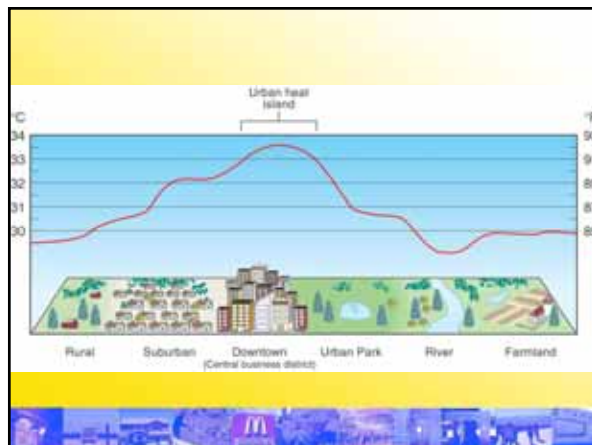 Urban heat
island
°C
°F
34
33
32
31
30
Rural
Suburban
Downtown
(Central business district)
Urban Park
River
Farmland